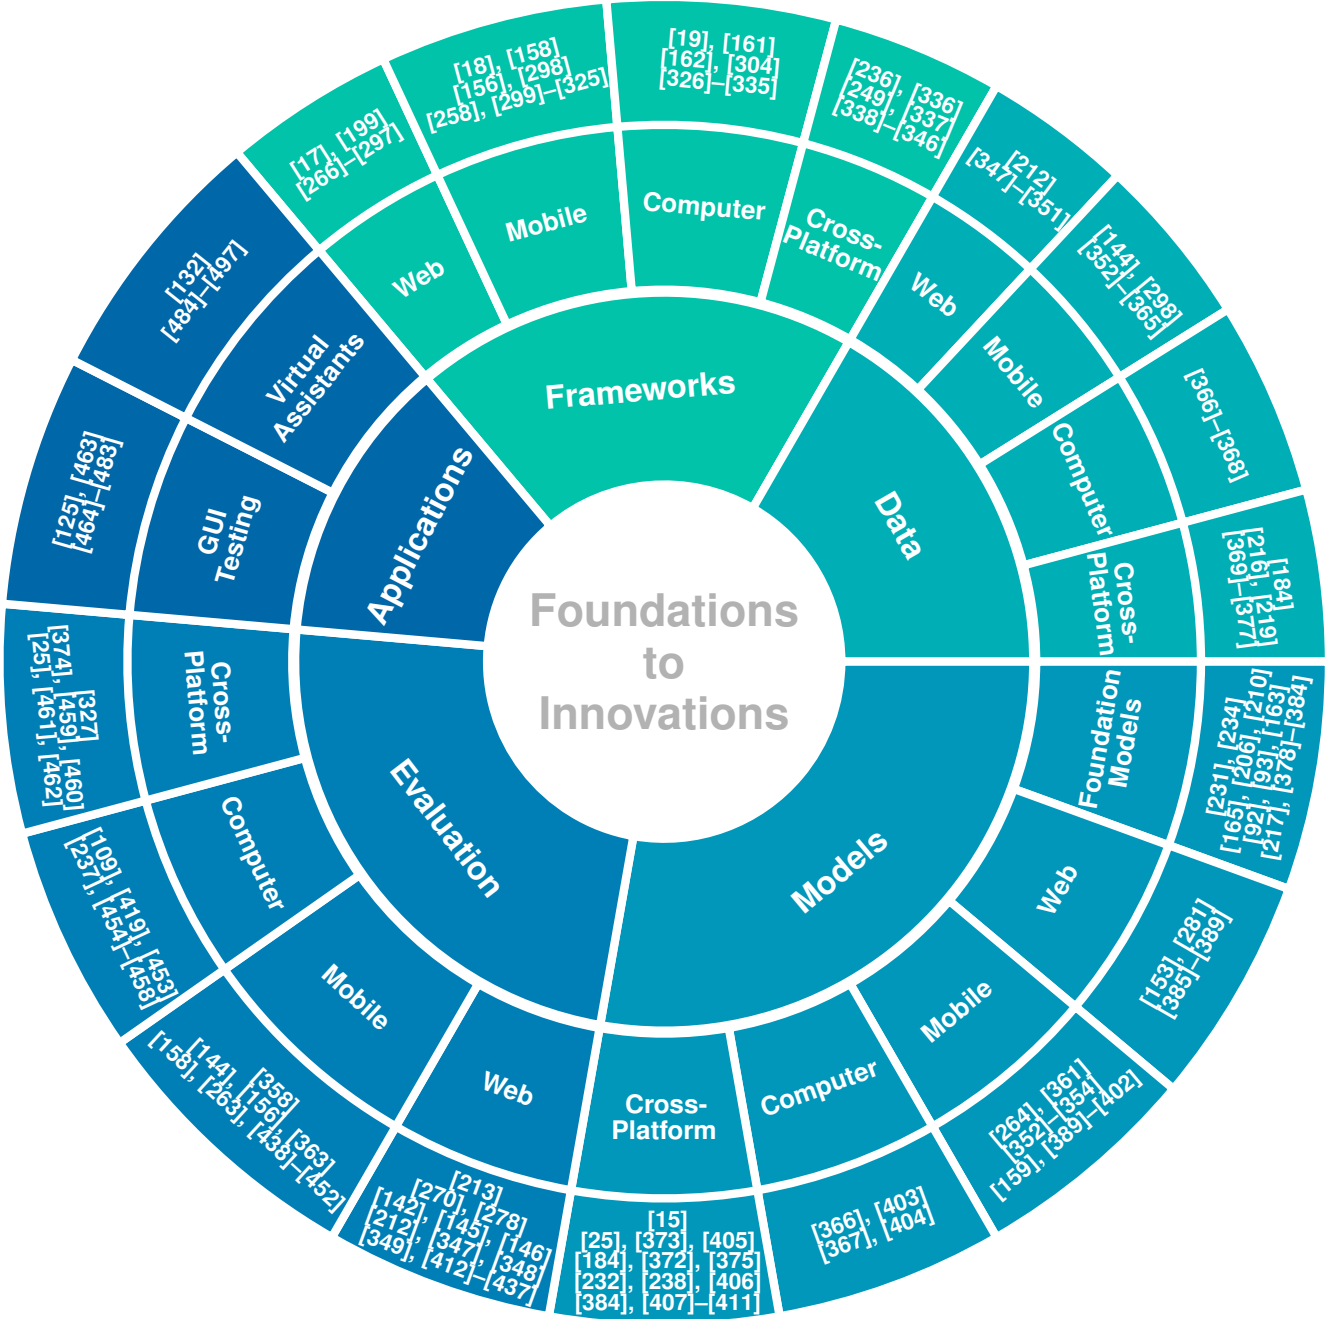 Foundations
to
Innovations
Frameworks
Web
[17], [199]
[266]–[297]
Mobile
[18], [158]
[156], [298]
[258], [299]–[325]
Computer
[19], [161]
[162], [304]
[326]–[335]
Cross-
Platform
[236], [336]
[249], [337]
[338]–[346]
Data
Web
[212]
[347]–[351]
Mobile
[144], [298]
[352]–[365]
Computer
[366]–[368]
Cross-
Platform
[184]
[216], [219]
[369]–[377]
Models
Foundation
Models
[231], [234]
[165], [206], [210]
[92], [93], [163]
[217], [378]–[384]
Web
[153], [281]
[385]–[389]
Mobile
[264], [361]
[352]–[354]
[159], [389]–[402]
Computer
[366], [403]
[367], [404]
Cross-
Platform
[15]
[25], [373], [405]
[184], [372], [375]
[232], [238], [406]
[384], [407]–[411]
Evaluation
Web
[213]
[270], [278]
[142], [145], [146]
[212], [347], [348]
[349], [412]–[437]
Mobile
[358]
[144], [156], [363]
[158], [263], [438]–[452]
Computer
[109], [419], [453]
[237], [454]–[458]
Cross-
Platform
[327]
[374], [459], [460]
[25], [461], [462]
Applications
GUI
Testing
[125], [463]
[464]–[483]
Virtual
Assistants
[132]
[484]–[497]